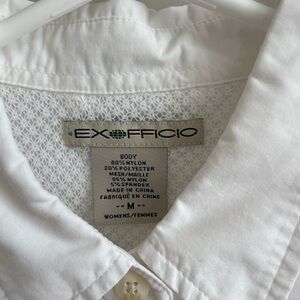 EXOFFICIO
BODY
80% NYLON
20% POLYESTER
MESH/MAILLE
95% NYLON
5% SPANDEX
MADE IN CHINA
FABRIQUÉ EN CHINE
-- M --
WOMENS/FEMMES